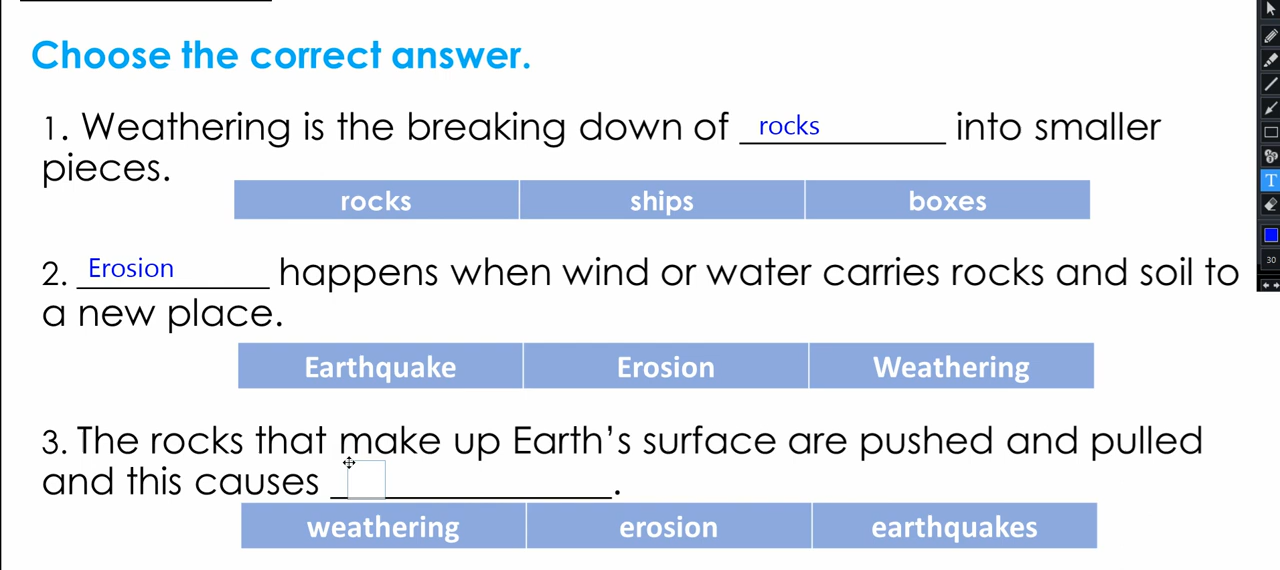 Choose the correct answer.
1. Weathering is the breaking down of rocks into smaller
pieces.
rocks ships boxes
2. Erosion happens when wind or water carries rocks and soil to
a new place.
Earthquake Erosion Weathering
3. The rocks that make up Earth's surface are pushed and pulled
and this causes ____________.
weathering erosion earthquakes
T
30